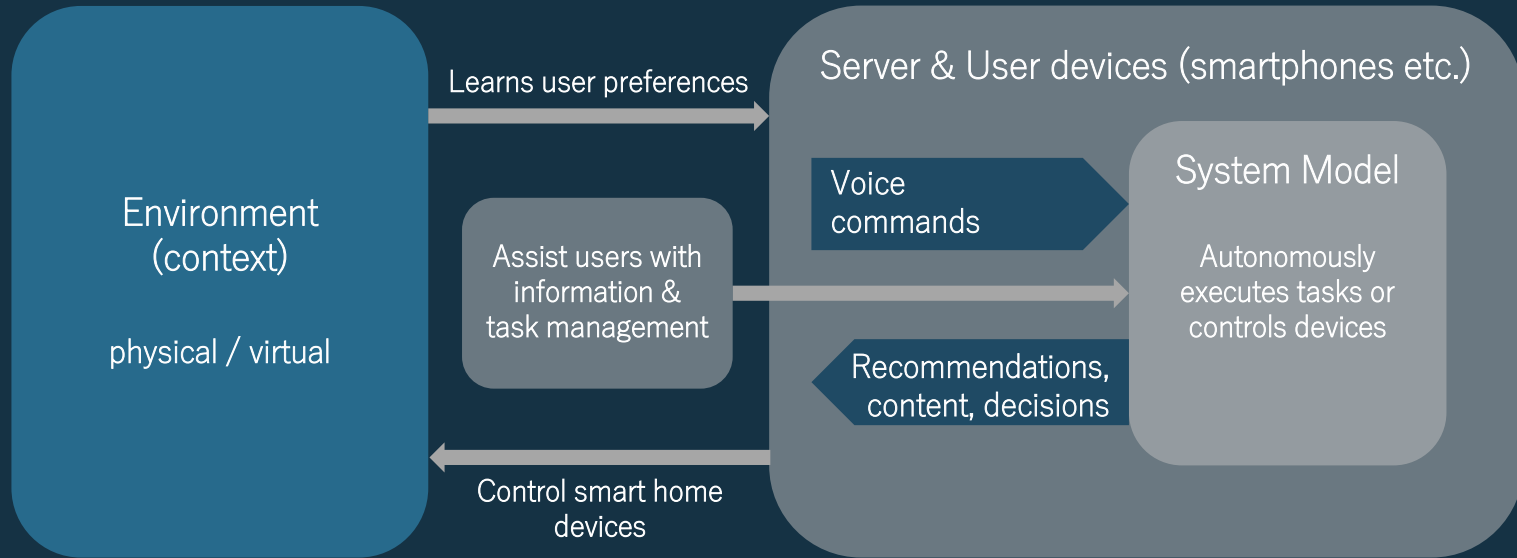 Environment
(context)
physical / virtual
Learns user preferences
Assist users with
information &
task management
Control smart home
devices
Server & User devices (smartphones etc.)
Voice
commands
Recommendations,
content, decisions
System Model
Autonomously
executes tasks or
controls devices